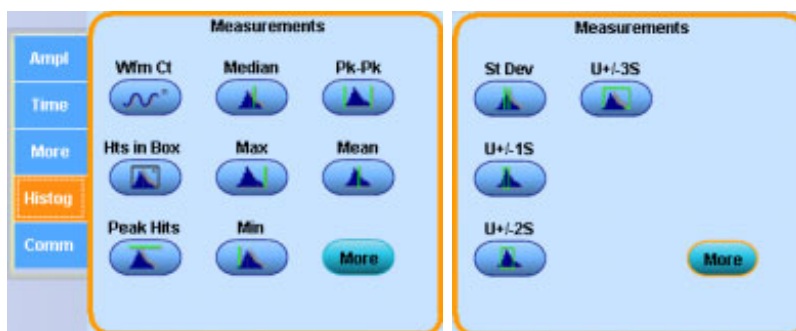 Measurements
Ampl
Time
More
Histog
Comm
Wfm Ct Median Pk-Pk
Hts in Box Max Mean
Peak Hits Min
More
Measurements
St Dev U+/-3S
U+/-1S
U+/-2S
More